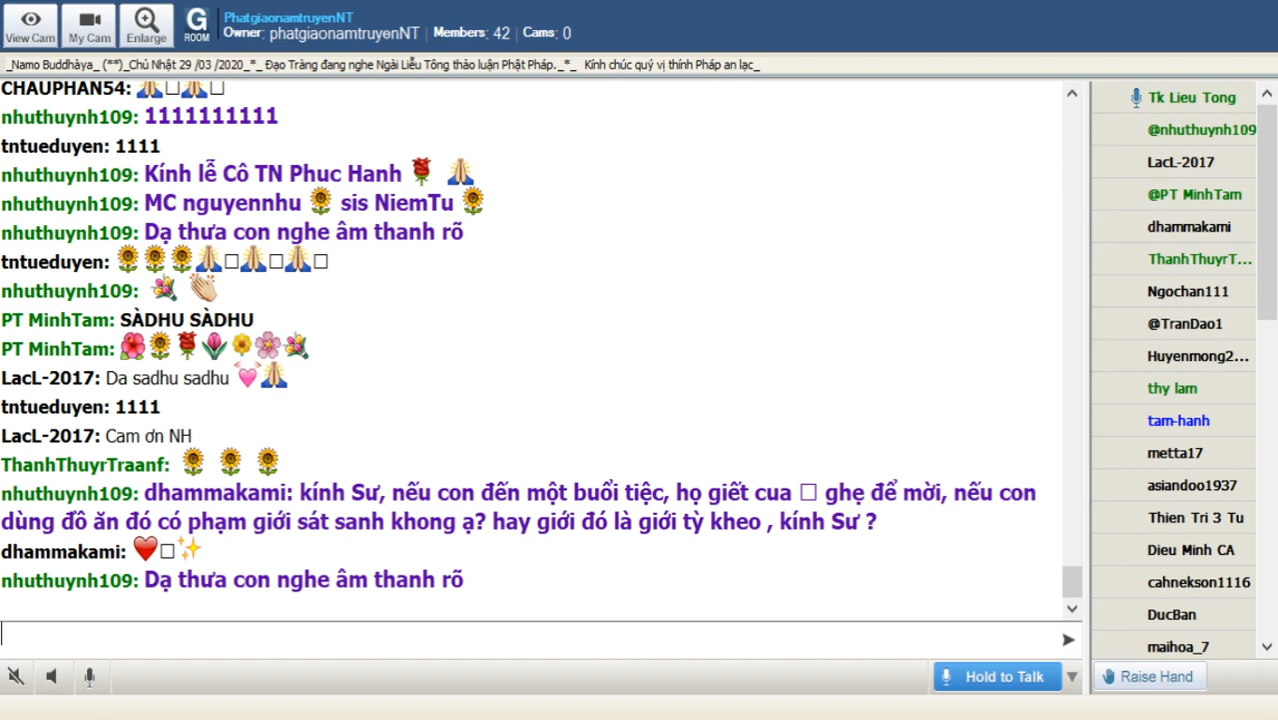 View Cam
My Cam
Enlarge
G
ROOM
PhatgiaonamtruyenNT
Owner: phatgiaonamtruyenNT | Members: 42 | Cams: 0
_Namo Buddhàya_ (**)_Chủ Nhật 29 /03 /2020_*_ Đạo Tràng đang nghe Ngài Liễu Tông thảo luận Phật Pháp._*_ Kính chúc quý vị thính Pháp an lạc_
CHAUPHAN54: 🙏□🙏□
nhuthuynh109: 1111111111
tntueduyen: 1111
nhuthuynh109: Kính lễ Cô TN Phuc Hanh 🌹 🙏
nhuthuynh109: MC nguyennhu 🌻 sis NiemTu 🌻
nhuthuynh109: Dạ thưa con nghe âm thanh rõ
tntueduyen: 🌻🌻🌻🙏□🙏□🙏□
nhuthuynh109: 💐 👏
PT MinhTam: SÀDHU SÀDHU
PT MinhTam: 🌺🌻🌹🌷🌼🌸💐
LacL-2017: Da sadhu sadhu 💓🙏
tntueduyen: 1111
LacL-2017: Cam ơn NH
ThanhThuyrTraanf: 🌻 🌻 🌻
nhuthuynh109: dhammakami: kính Sư, nếu con đến một buổi tiệc, họ giết cua □ ghẹ để mời, nếu con
dùng đồ ăn đó có phạm giới sát sanh khong ạ? hay giới đó là giới tỳ kheo , kính Sư ?
dhammakami: ❤□✨
nhuthuynh109: Dạ thưa con nghe âm thanh rõ
Tk Lieu Tong
@nhuthuynh109
LacL-2017
@PT MinhTam
dhammakami
ThanhThuyrT...
Ngochan111
@TranDao1
Huyenmong2...
thy lam
tam-hanh
metta17
asiandoo1937
Thien Tri 3 Tu
Dieu Minh CA
cahnekson1116
DucBan
maihoa_7
Hold to Talk
Raise Hand